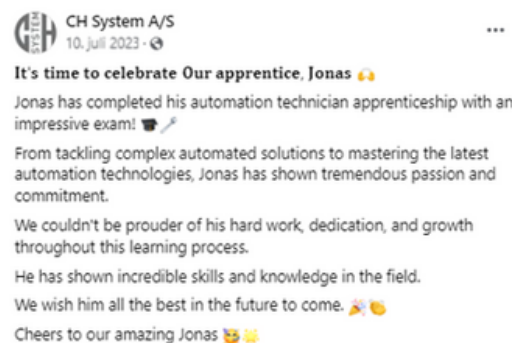 CH SYSTEM
CH System A/S
10. juli 2023 ·
It's time to celebrate Our apprentice, Jonas 🙌
Jonas has completed his automation technician apprenticeship with an
impressive exam! 🎓🔧
From tackling complex automated solutions to mastering the latest
automation technologies, Jonas has shown tremendous passion and
commitment.
We couldn't be prouder of his hard work, dedication, and growth
throughout this learning process.
He has shown incredible skills and knowledge in the field.
We wish him all the best in the future to come. 🎉👏
Cheers to our amazing Jonas 🥳🌟